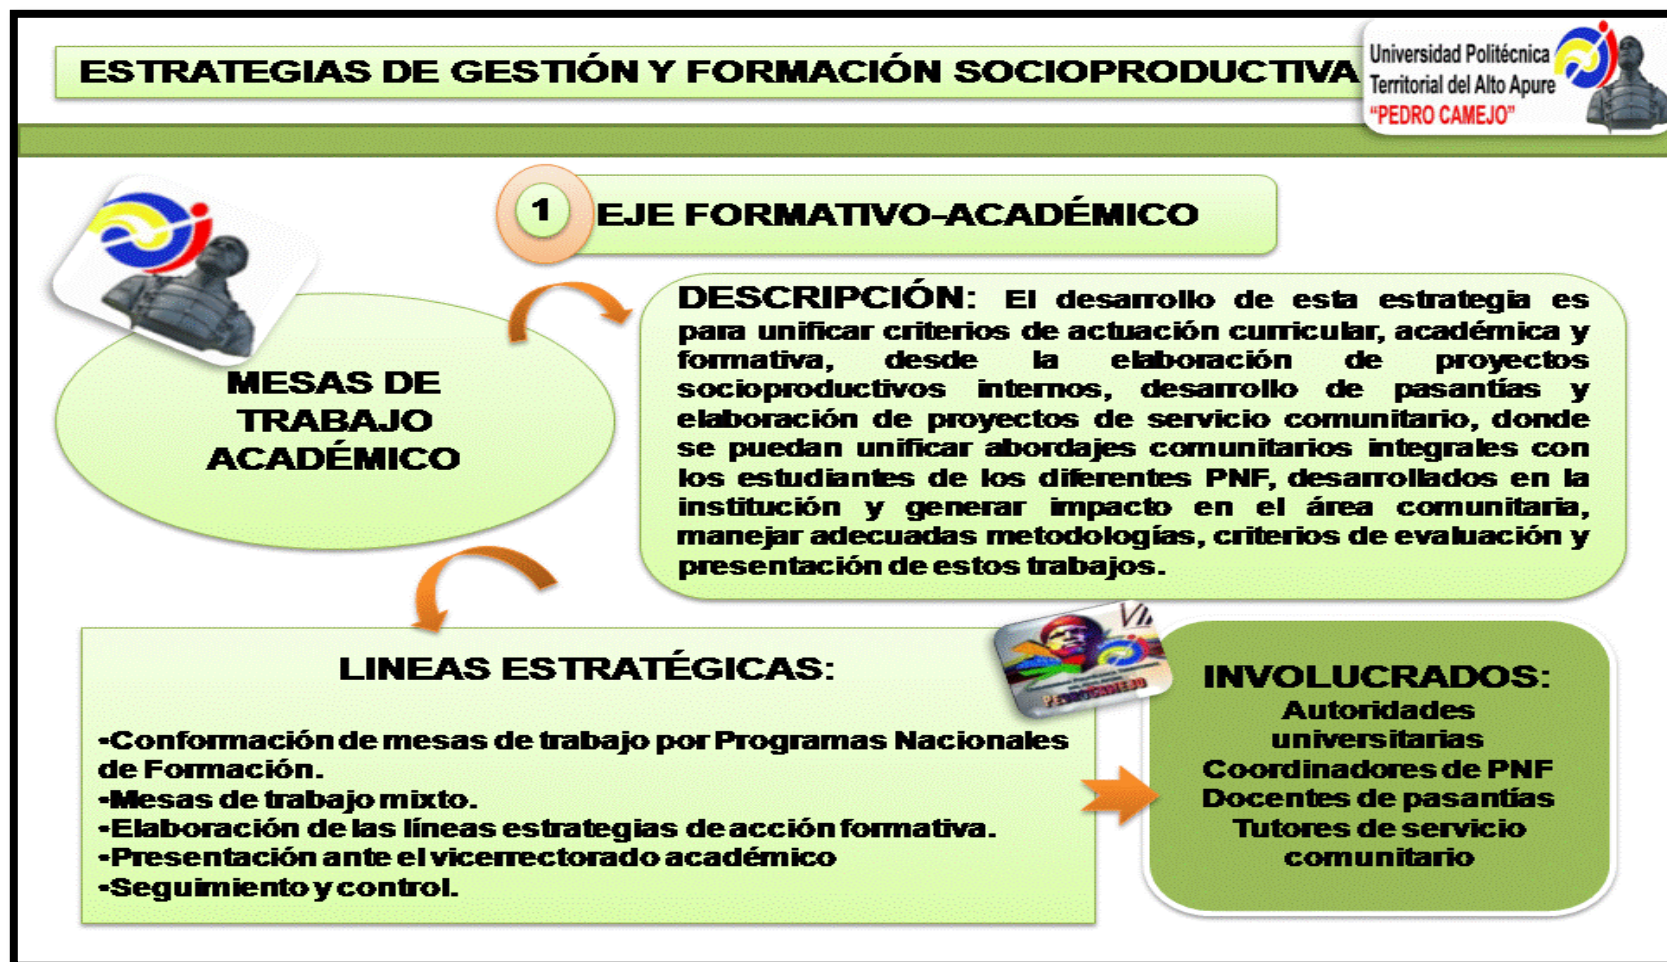 ESTRATEGIAS DE GESTIÓN Y FORMACIÓN SOCIOPRODUCTIVA
Universidad Politécnica
Territorial del Alto Apure
"PEDRO CAMEJO"
1
EJE FORMATIVO-ACADÉMICO
MESAS DE
TRABAJO
ACADÉMICO
DESCRIPCIÓN: El desarrollo de esta estrategia es
para unificar criterios de actuación curricular, académica y
formativa, desde la elaboración de proyectos
socioproductivos internos, desarrollo de pasantías y
elaboración de proyectos de servicio comunitario, donde
se puedan unificar abordajes comunitarios integrales con
los estudiantes de los diferentes PNF, desarrollados en la
institución y generar impacto en el área comunitaria,
manejar adecuadas metodologías, criterios de evaluación y
presentación de estos trabajos.
LINEAS ESTRATÉGICAS:
•Conformación de mesas de trabajo por Programas Nacionales
de Formación.
•Mesas de trabajo mixto.
•Elaboración de las líneas estrategias de acción formativa.
•Presentación ante el vicerrectorado académico
•Seguimiento y control.
PEDRO CAMEJO
INVOLUCRADOS:
Autoridades
universitarias
Coordinadores de PNF
Docentes de pasantías
Tutores de servicio
comunitario